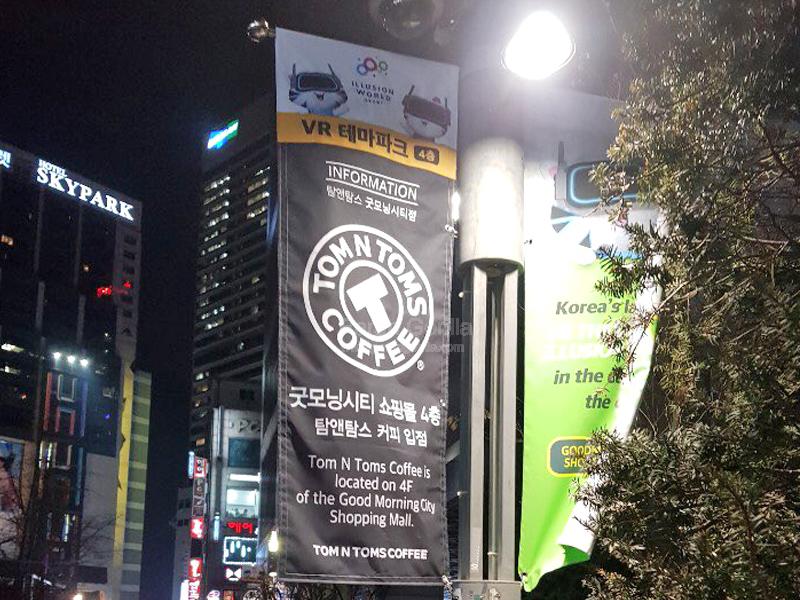 HOTEL
SKYPARK
ILLUSION
WORLD
VR 테마파크 4층
INFORMATION
탐앤탐스 굿모닝시티점
TOM N TOMS
COFFEE
T
®
굿모닝시티 쇼핑몰 4층
탐앤탐스 커피 입점
Tom N Toms Coffee is
located on 4F
of the Good Morning City
Shopping Mall.
TOM N TOMS COFFEE
Korea's
in the
the